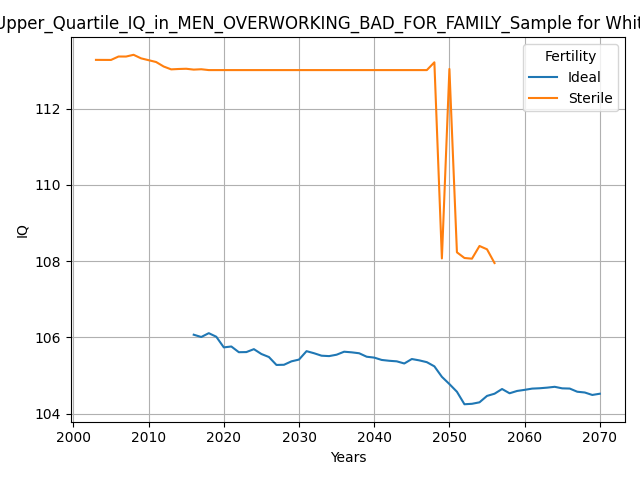 Upper_Quartile_IQ_in_MEN_OVERWORKING_BAD_FOR_FAMILY_Sample for Whit
Fertility
Ideal
Sterile
112
110
108
106
104
IQ
2000 2010 2020 2030 2040 2050 2060 2070
Years